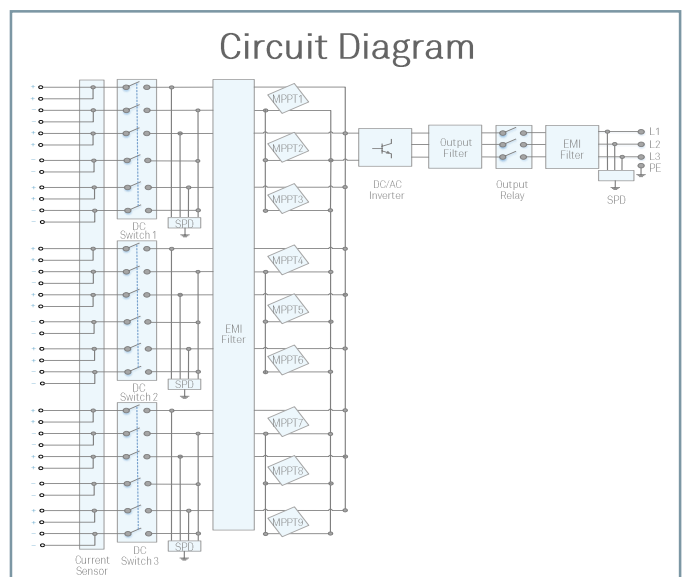 Circuit Diagram
MPPT1
MPPT2
MPPT3
DC
Switch 1
SPD
MPPT4
MPPT5
MPPT6
DC
Switch 2
SPD
MPPT7
MPPT8
MPPT9
DC
Switch 3
SPD
Current
Sensor
EMI
Filter
DC/AC
Inverter
Output
Filter
Output
Relay
EMI
Filter
L1
L2
L3
PE
SPD